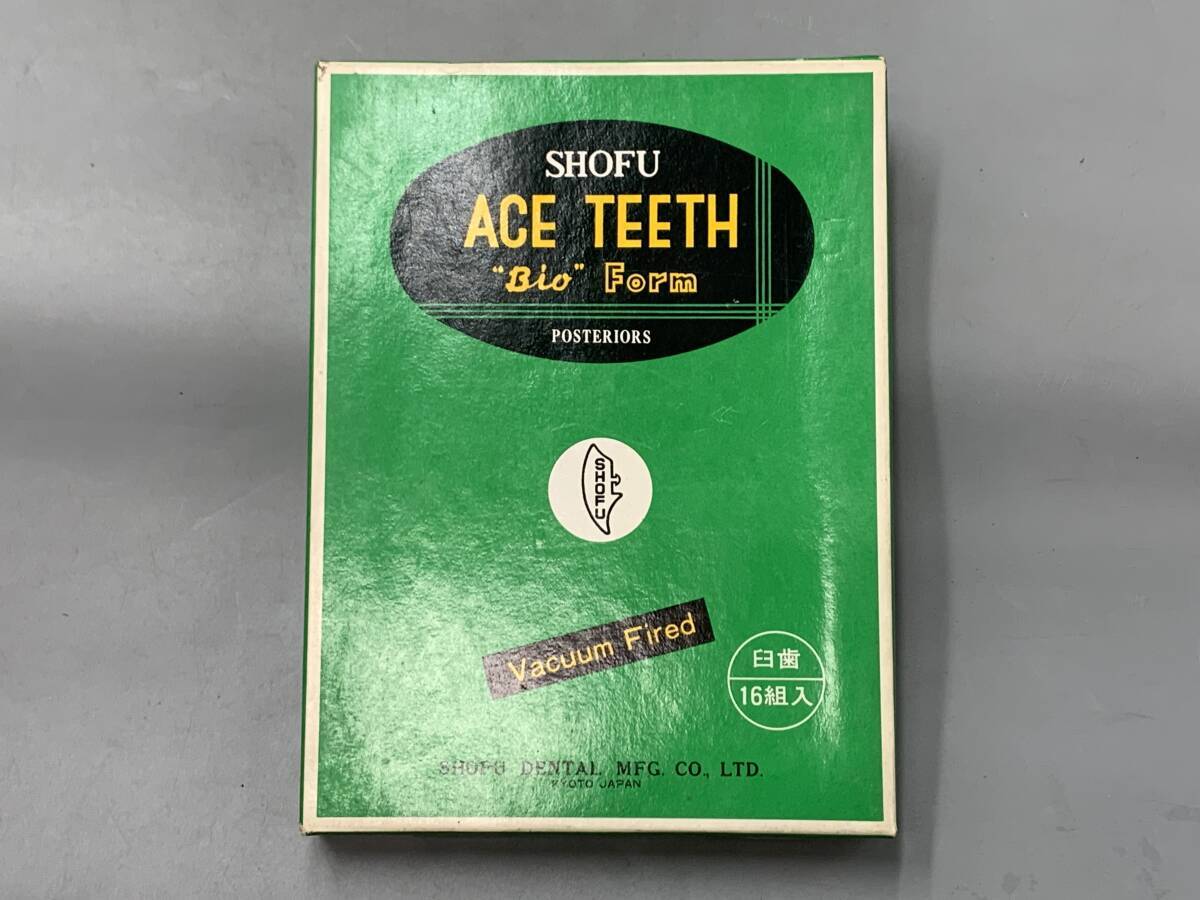 SHOFU
ACE TEETH
"Bio" Form
POSTERIORS
SHOFU
Vacuum Fired
臼歯
16組入
SHOFU DENTAL MFG. CO., LTD.
KYOTO JAPAN